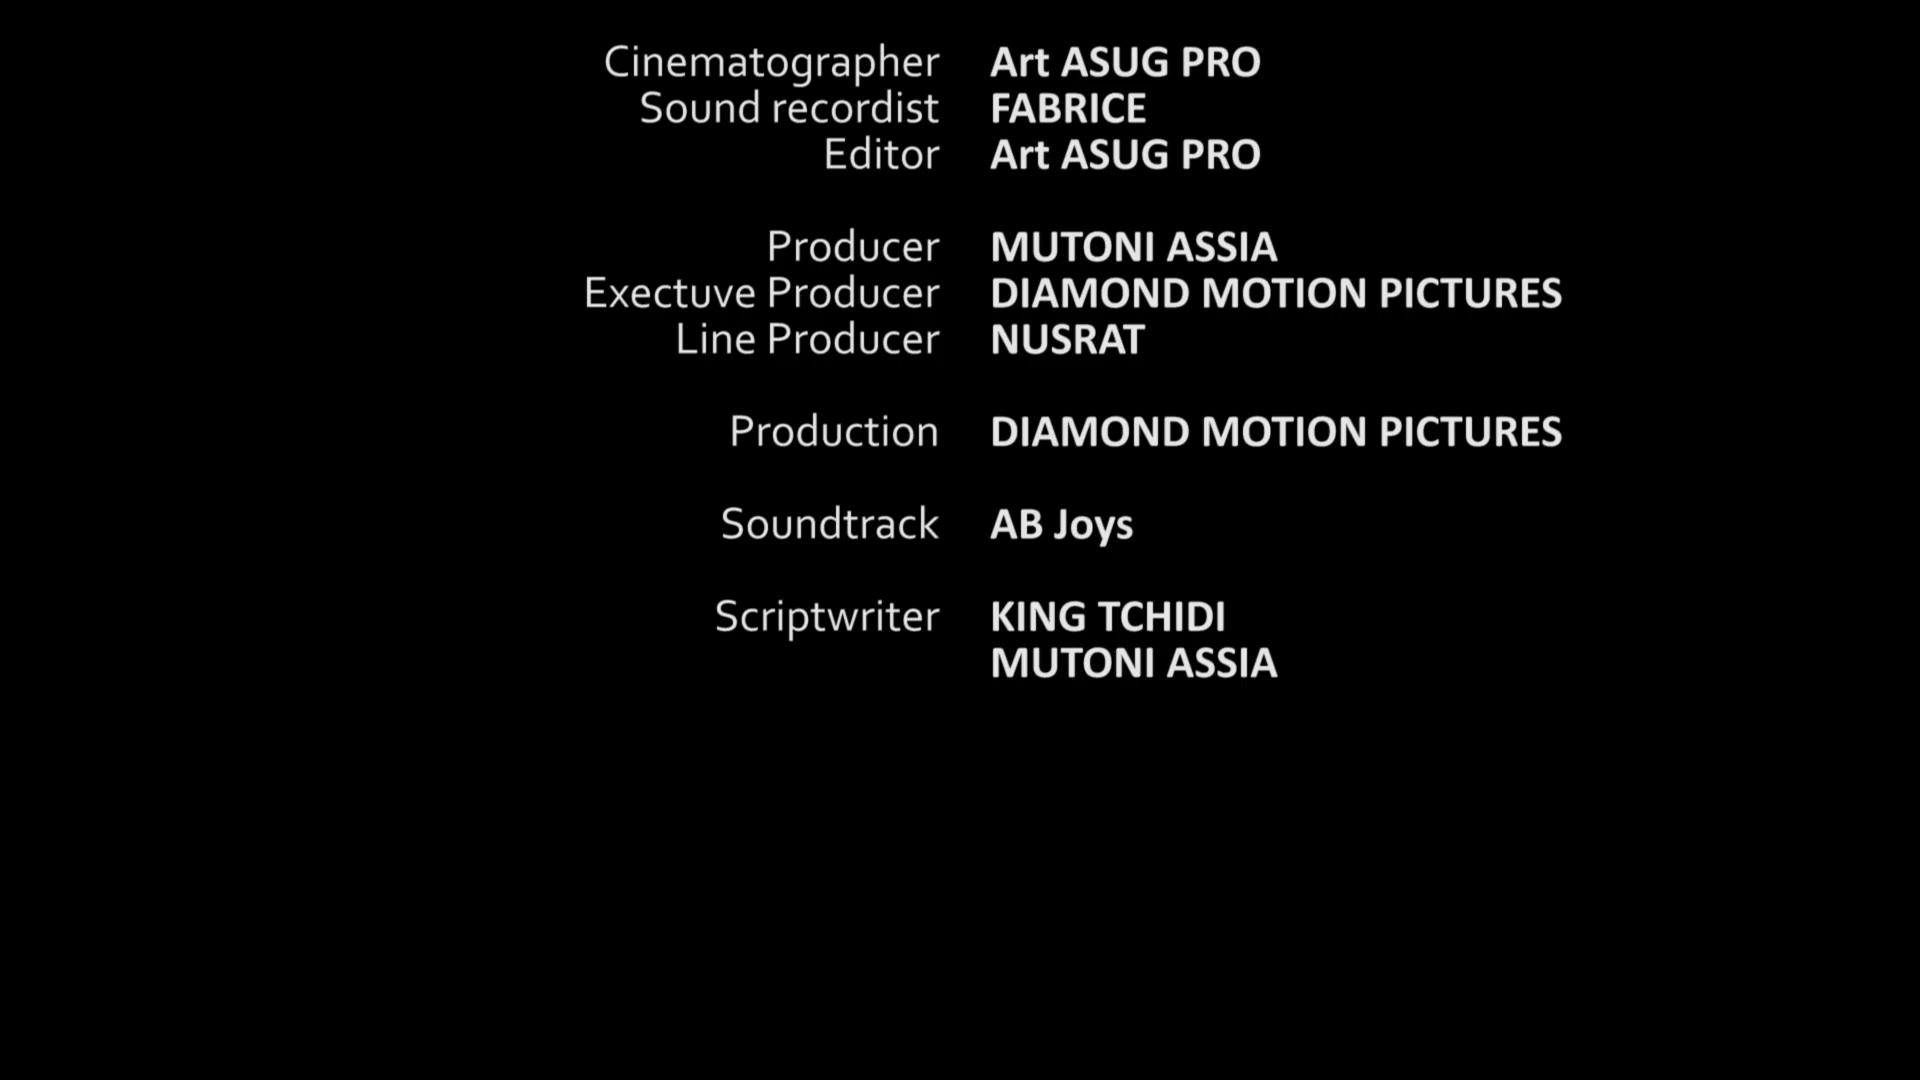 Cinematographer Art ASUG PRO
Sound recordist FABRICE
Editor Art ASUG PRO
Producer MUTONI ASSIA
Exectuve Producer DIAMOND MOTION PICTURES
Line Producer NUSRAT
Production DIAMOND MOTION PICTURES
Soundtrack AB Joys
Scriptwriter KING TCHIDI
MUTONI ASSIA